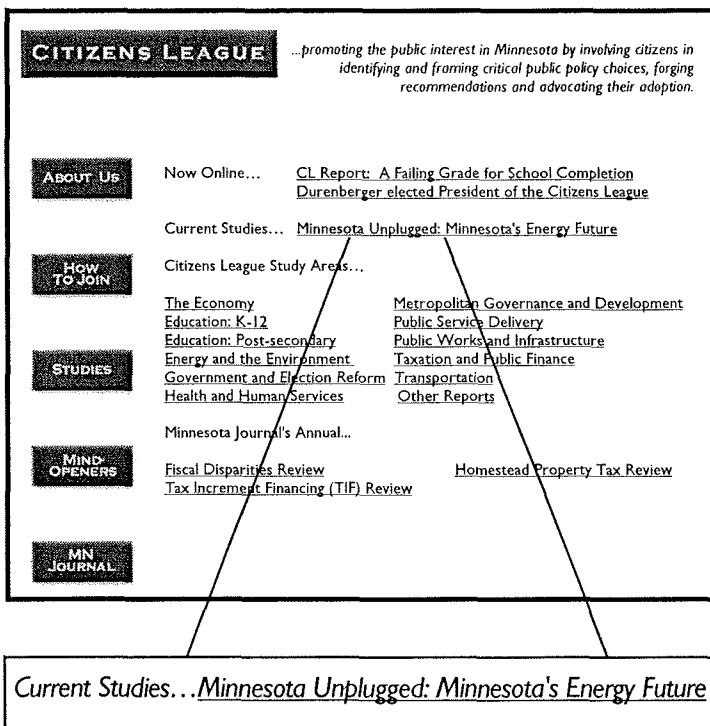 CITIZENS LEAGUE
...promoting the public interest in Minnesota by involving citizens in
identifying and framing critical public policy choices, forging
recommendations and advocating their adoption.
ABOUT US
Now Online... CL Report: A Failing Grade for School Completion
Durenberger elected President of the Citizens League
Current Studies... Minnesota Unplugged: Minnesota's Energy Future
HOW
TO JOIN
Citizens League Study Areas...
The Economy Metropolitan Governance and Development
Education: K-12 Public Service Delivery
Education: Post-secondary Public Works and Infrastructure
STUDIES
Energy and the Environment Taxation and Public Finance
Government and Election Reform Transportation
Health and Human Services Other Reports
Minnesota Journal's Annual...
MIND-
OPENERS
Fiscal Disparities Review Homestead Property Tax Review
Tax Increment Financing (TIF) Review
MN
JOURNAL
Current Studies...Minnesota Unplugged: Minnesota's Energy Future